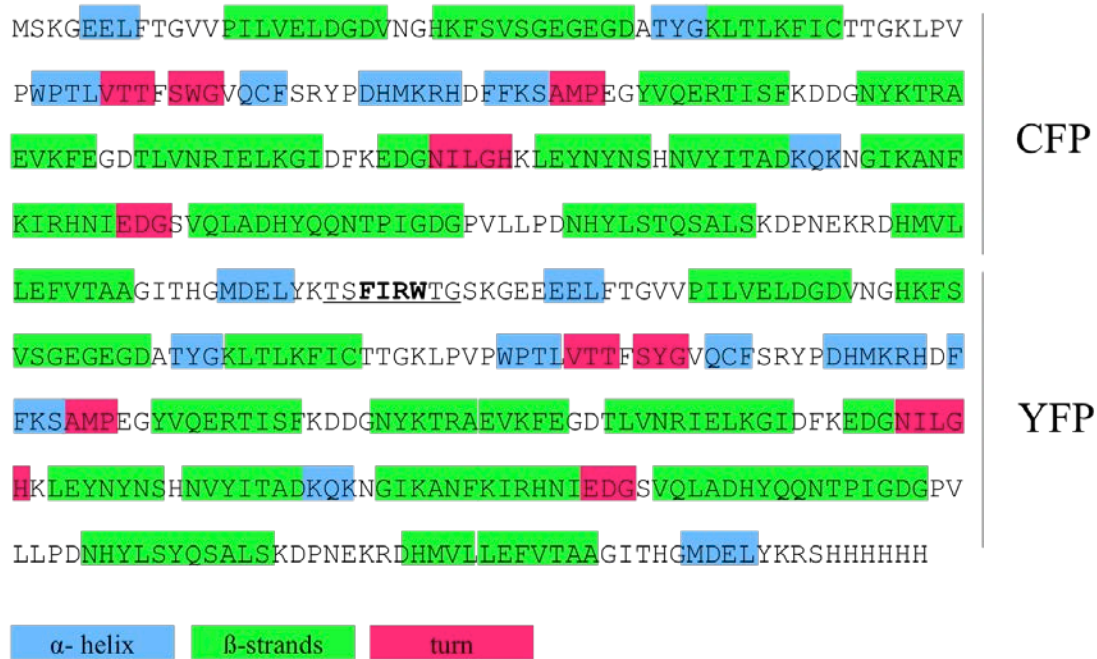 MSKGEELFTGVVPILVELDGDVNGHKFSVSGEGEGDATYGKLTLKFICTTGKLPV
PWPTLVTTFSWGVQCFSRYPDHMKRHDFFKSAMPEGYVQERTISFKDDGNYKTRA
EVKFEGDTLVNRIELKGIDFKEDGNILGHKLEYNYNSHNVYITADKQKNGIKANF
KIRHNIEDGSVQLADHYQQNTPIGDGPVLLPDNHYLSTQSALSKDPNEKRDHMVL
CFP
LEFVTAAGITHGMDELYKTSFIRWTGSKGEEEELFTGVVPILVELDGDVNGHKFS
VSGEGEGDATYGKLTLKFICTTGKLPVPWPTLVTTFSYGVQCFSRYPDHMKRHDF
FKSAMPEGYVQERTISFKDDGNYKTRAEVKFEGDTLVNRIELKGIDFKEDGNILG
HKLEYNYNSHNVYITADKQKNGIKANFKIRHNIEDGSVQLADHYQQNTPIGDGPV
LLPDNHYLSYQSALSKDPNEKRDHMVLLEFVTAAGITHGMDELYKRSHHHHHH
YFP
α- helix ß-strands turn